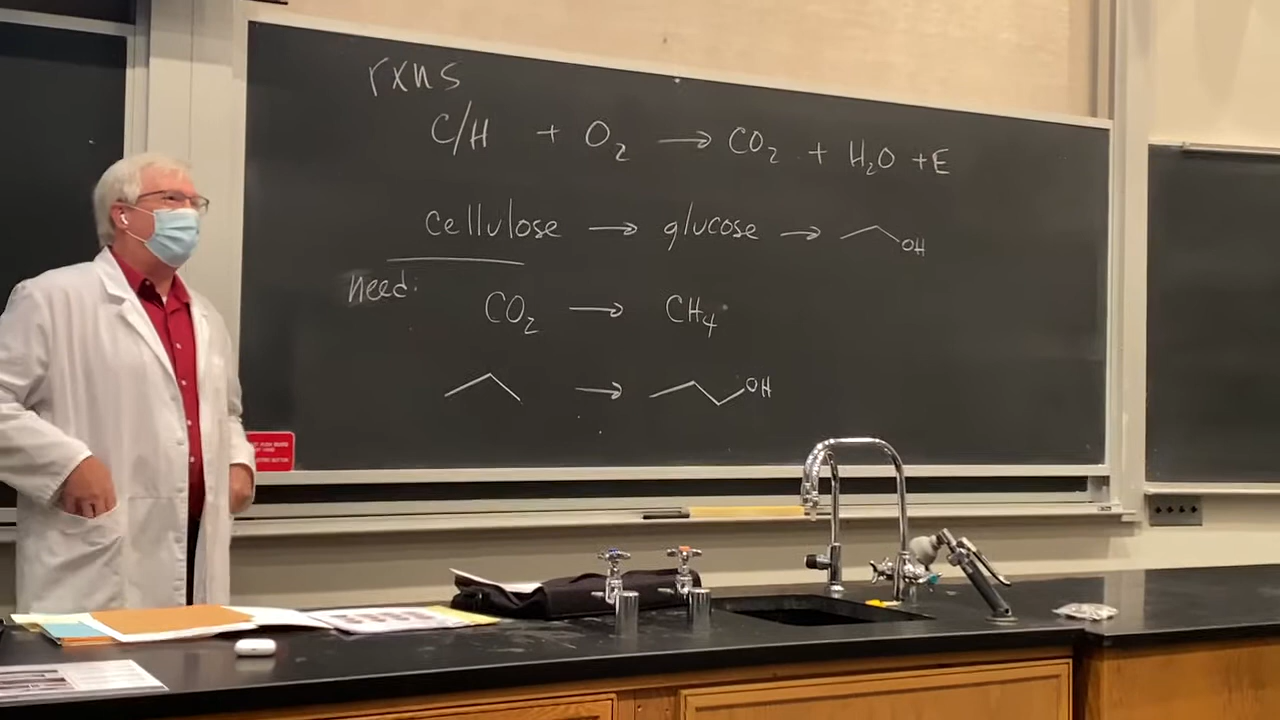 rxns
C/H + O₂ → CO₂ + H₂O + E
cellulose → glucose → OH
need:
CO₂ → CH₄
→ OH